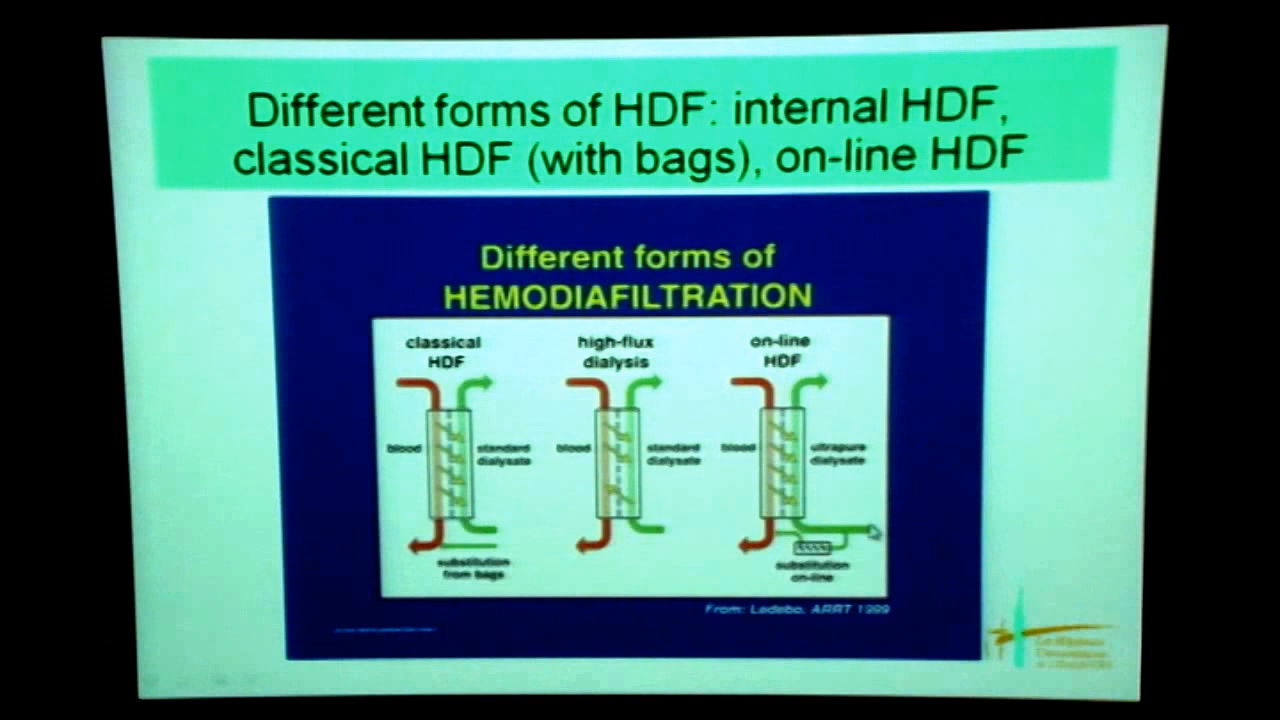 Different forms of HDF: internal HDF,
classical HDF (with bags), on-line HDF
Different forms of
HEMODIAFILTRATION
classical
HDF
high-flux
dialysis
on-line
HDF
blood
standard
dialysate
blood
standard
dialysate
blood
ultrapure
dialysate
substitution
from bags
substitution
on-line
From: Ledebo, ARRT 1999